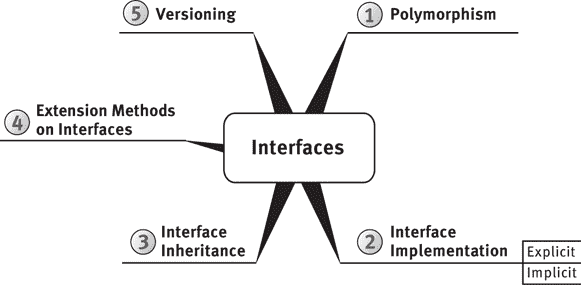 5 Versioning
1 Polymorphism
4 Extension Methods
on Interfaces
Interfaces
3 Interface
Inheritance
2 Interface
Implementation
Explicit
Implicit